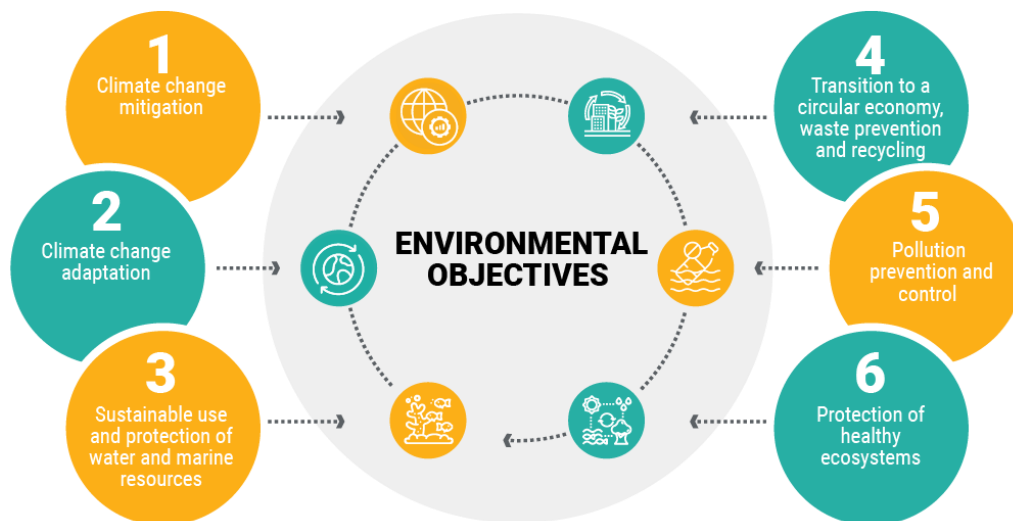 1
Climate change
mitigation
2
Climate change
adaptation
3
Sustainable use
and protection of
water and marine
resources
ENVIRONMENTAL
OBJECTIVES
4
Transition to a
circular economy,
waste prevention
and recycling
5
Pollution
prevention and
control
6
Protection of
healthy
ecosystems